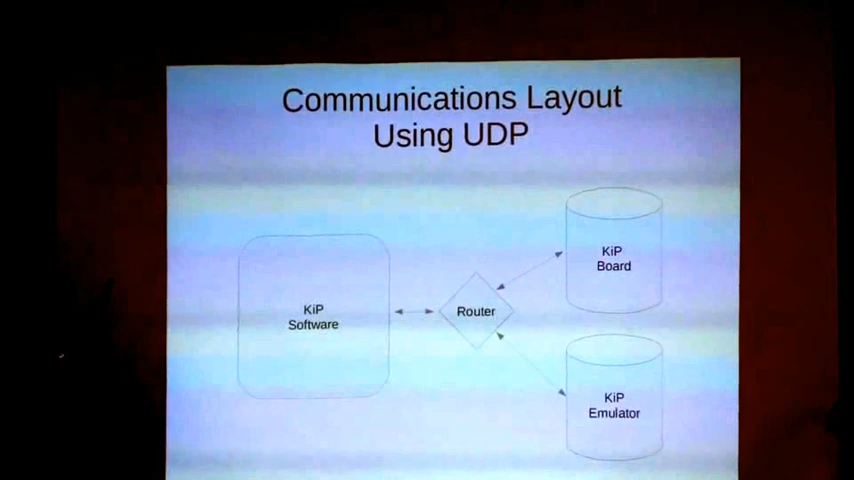 Communications Layout
Using UDP
KiP
Software
Router
KiP
Board
KiP
Emulator